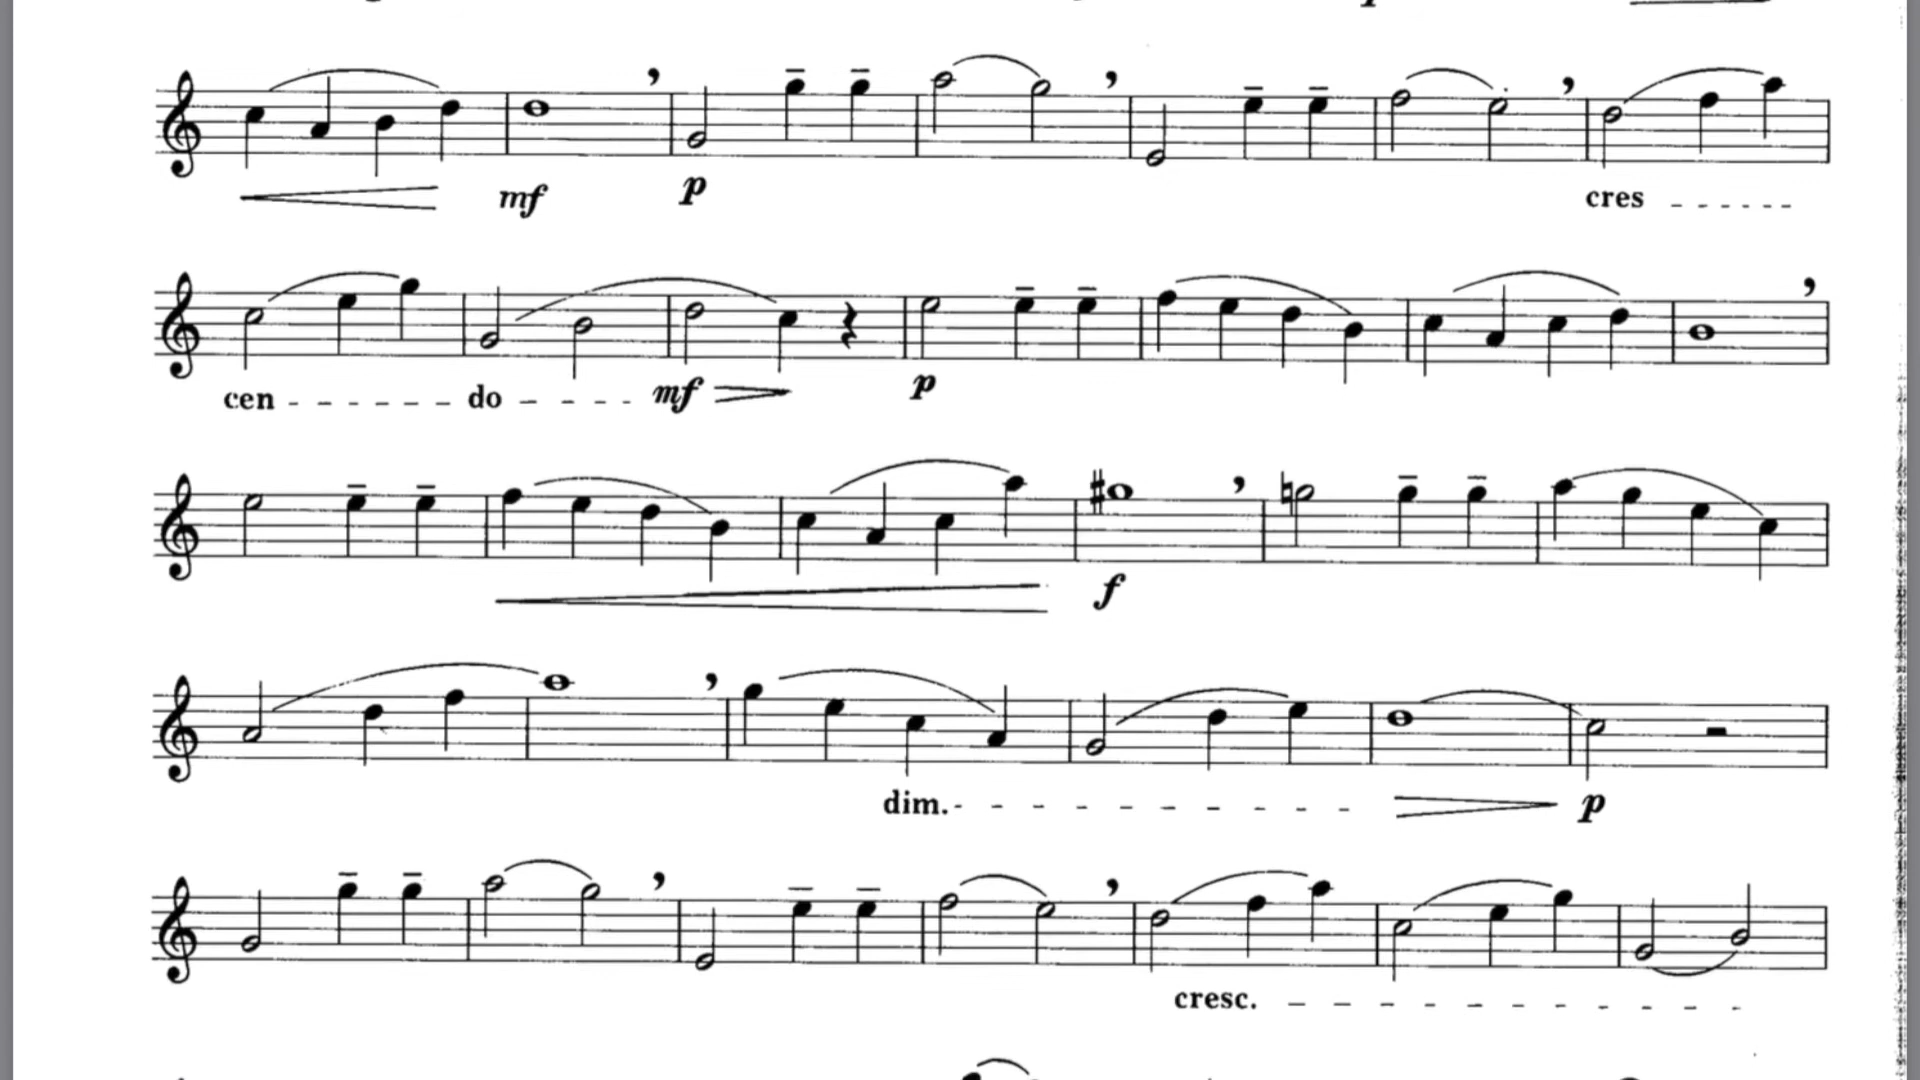 mf p cres - - - - - -
cen - - - - - - do - - - - mf p
f
dim. - - - - - - - - - - p
cresc. - - - - - - - - - - -